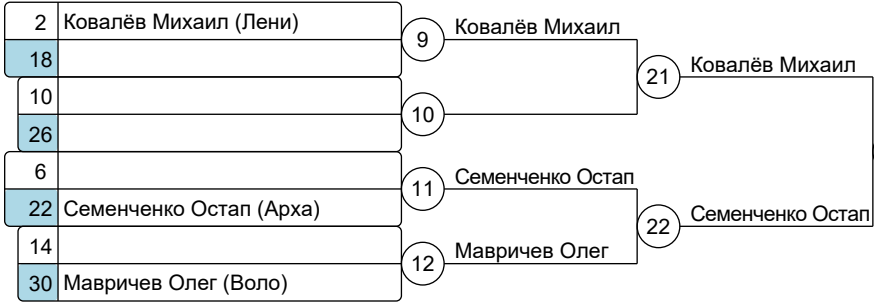 2 Ковалёв Михаил (Лени)
18
9 Ковалёв Михаил
21 Ковалёв Михаил
10
26
10
6
22 Семенченко Остап (Арха)
11 Семенченко Остап
22 Семенченко Остап
14
30 Мавричев Олег (Воло)
12 Мавричев Олег